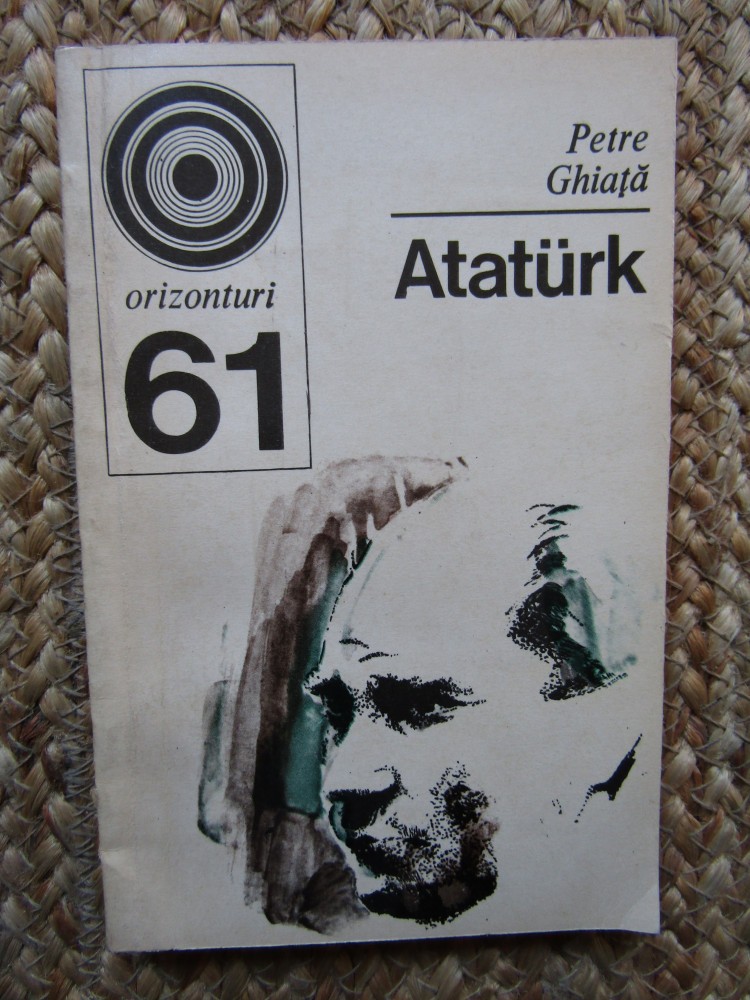 orizonturi
61
Petre
Ghiață
Atatürk